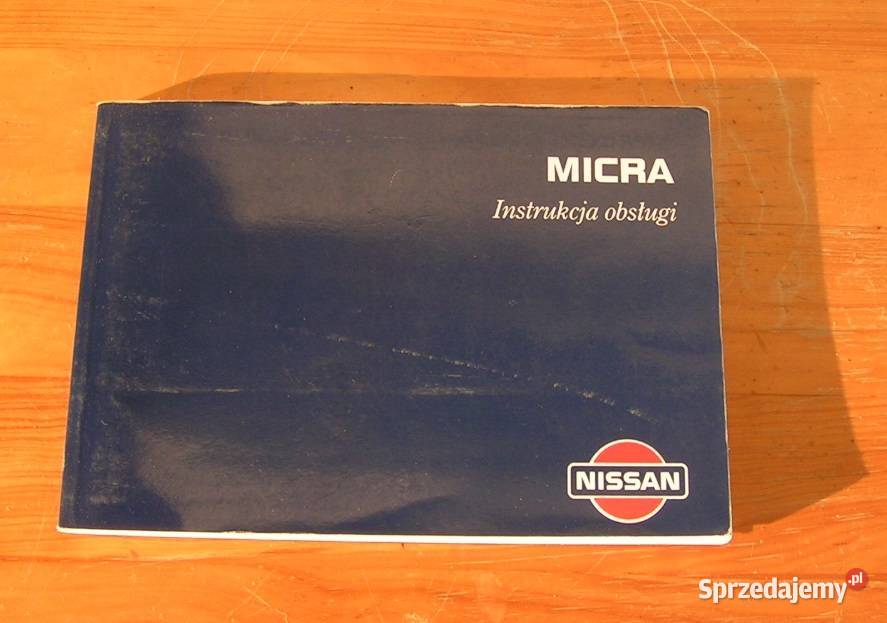 MICRA
Instrukcja obsługi
NISSAN
Sprzedajemy.pl